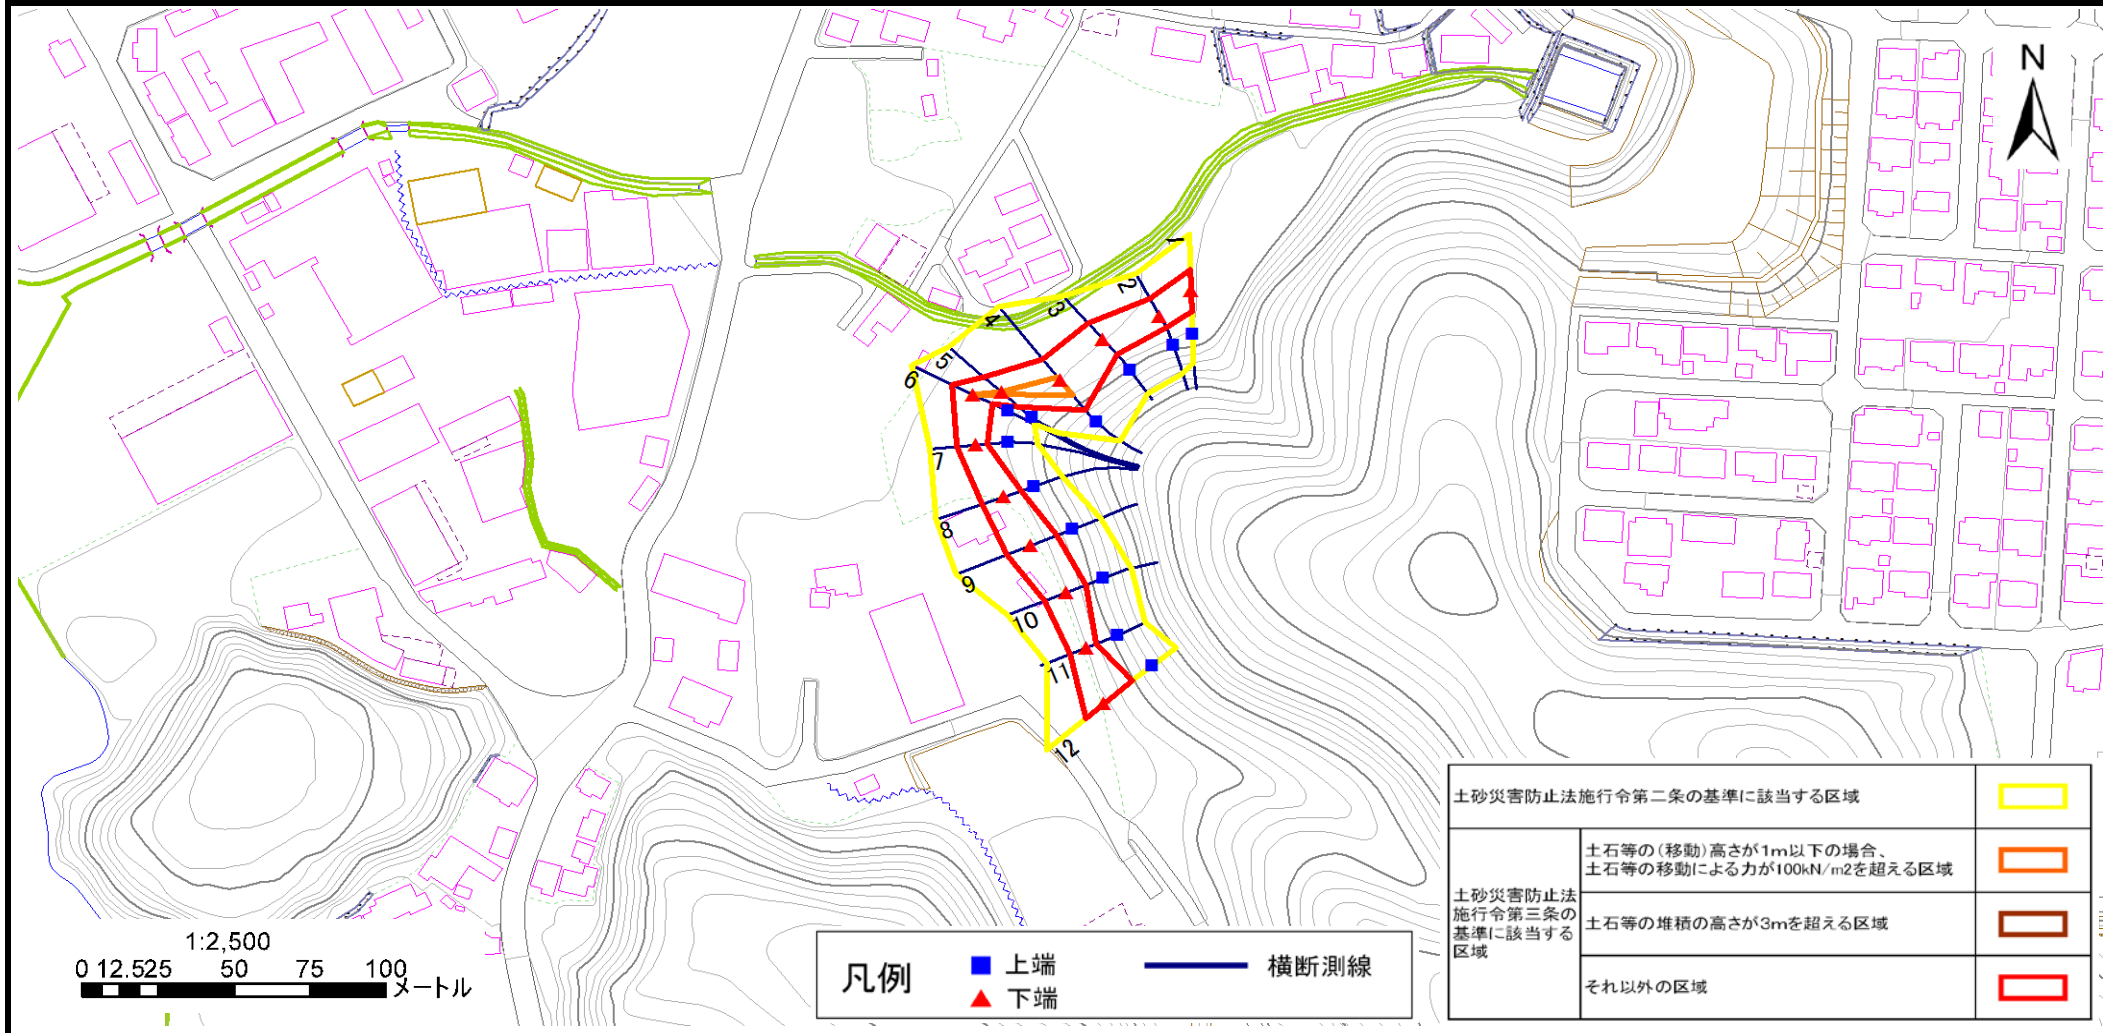 N
2
3
4
5
6
7
8
9
10
11
12
1:2,500
0 12.525 50 75 100
メートル
凡例
上端
下端
横断測線
土砂災害防止法施行令第二条の基準に該当する区域
土砂災害防止法
施行令第三条の
基準に該当する
区域
土石等の(移動)高さが1m以下の場合、
土石等の移動による力が100kN/m2を超える区域
土石等の堆積の高さが3mを超える区域
それ以外の区域